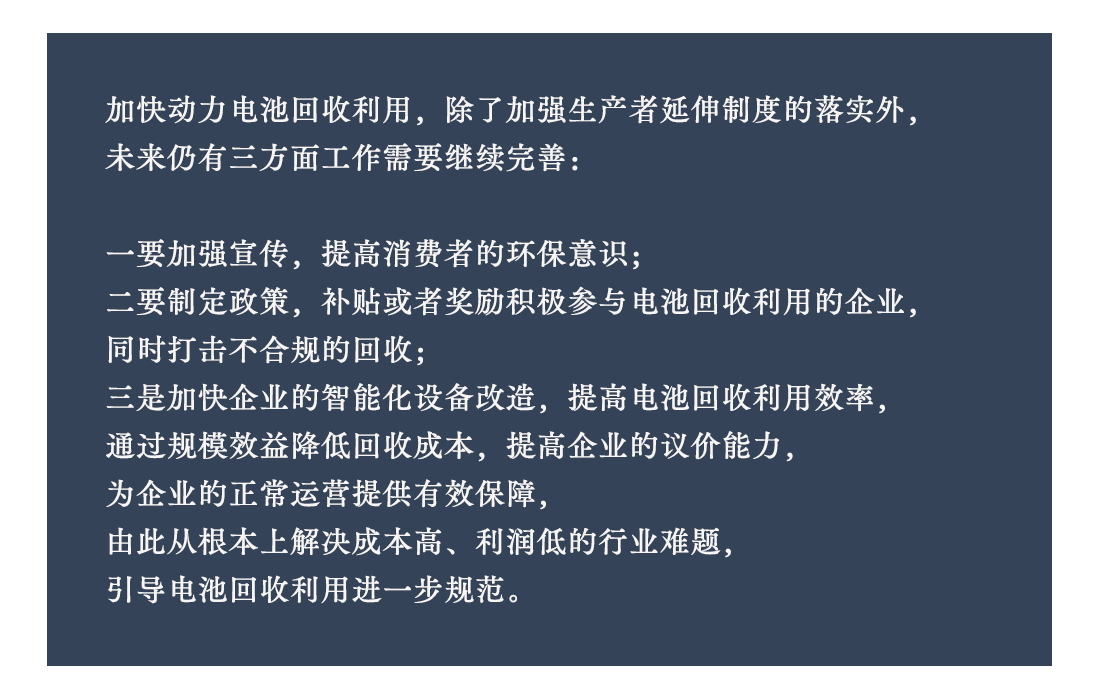 加快动力电池回收利用，除了加强生产者延伸制度的落实外，
未来仍有三方面工作需要继续完善：
一要加强宣传，提高消费者的环保意识；
二要制定政策，补贴或者奖励积极参与电池回收利用的企业，
同时打击不合规的回收；
三是加快企业的智能化设备改造，提高电池回收利用效率，
通过规模效益降低回收成本，提高企业的议价能力，
为企业的正常运营提供有效保障，
由此从根本上解决成本高、利润低的行业难题，
引导电池回收利用进一步规范。